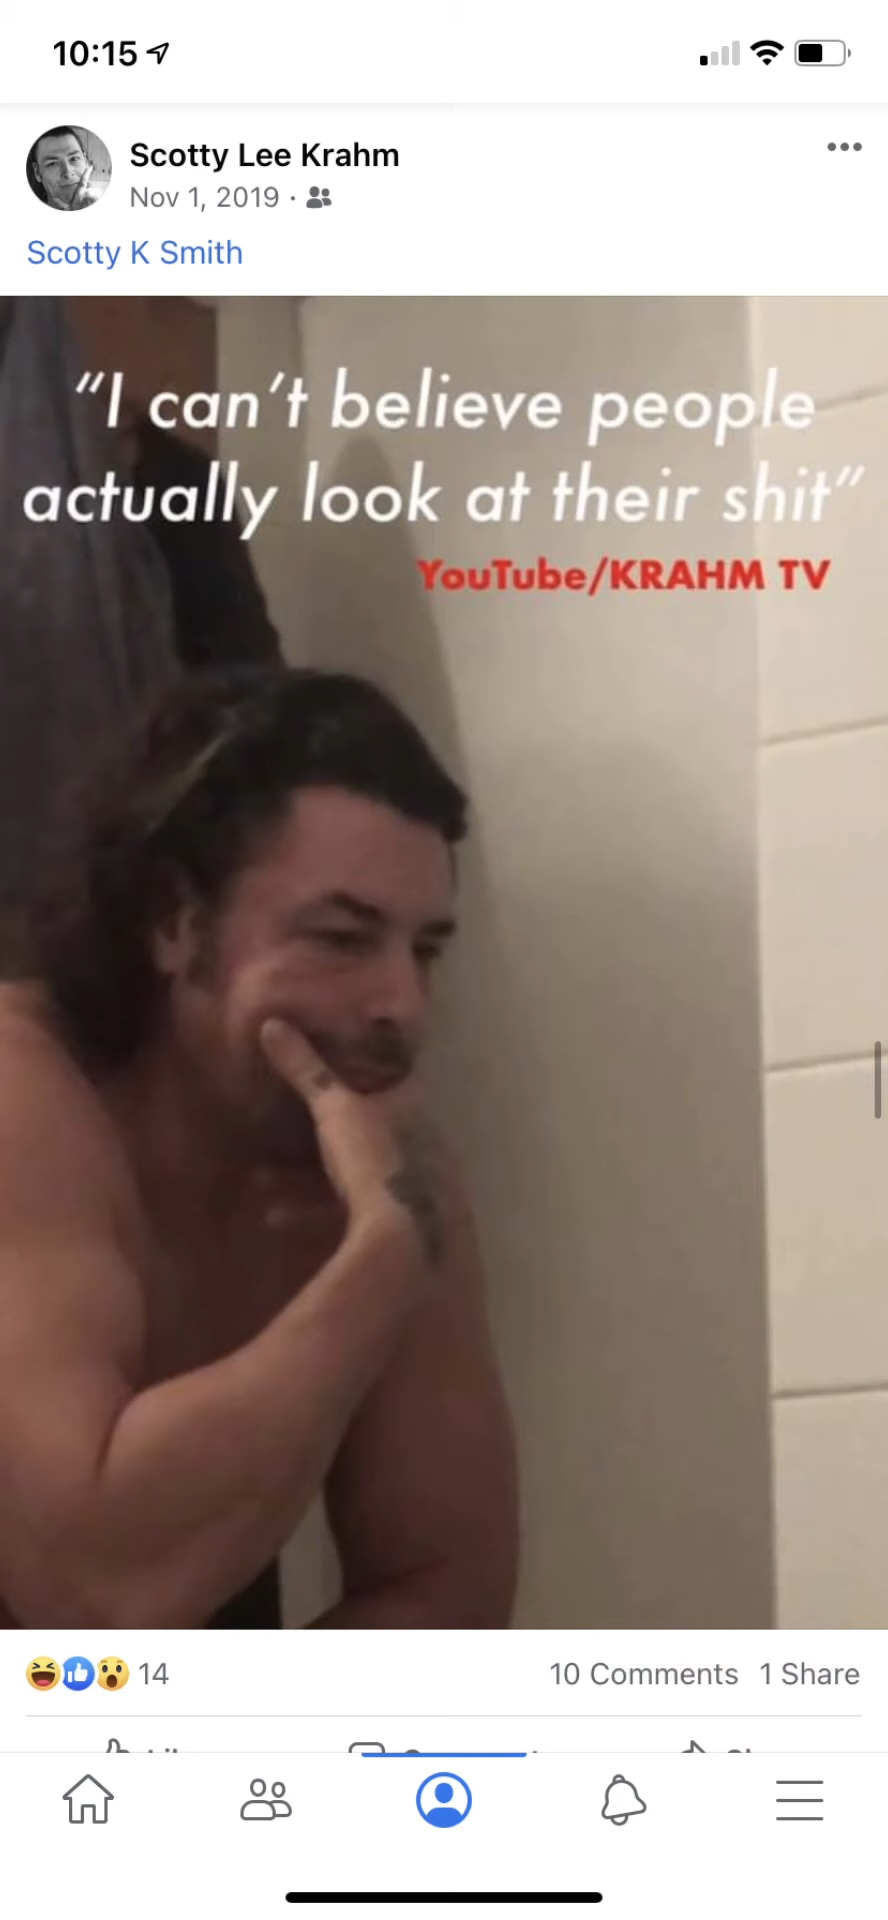 10:15
Scotty Lee Krahm
Nov 1, 2019 ·
Scotty K Smith
“I can’t believe people
actually look at their shit”
YouTube/KRAHM TV
14 10 Comments 1 Share